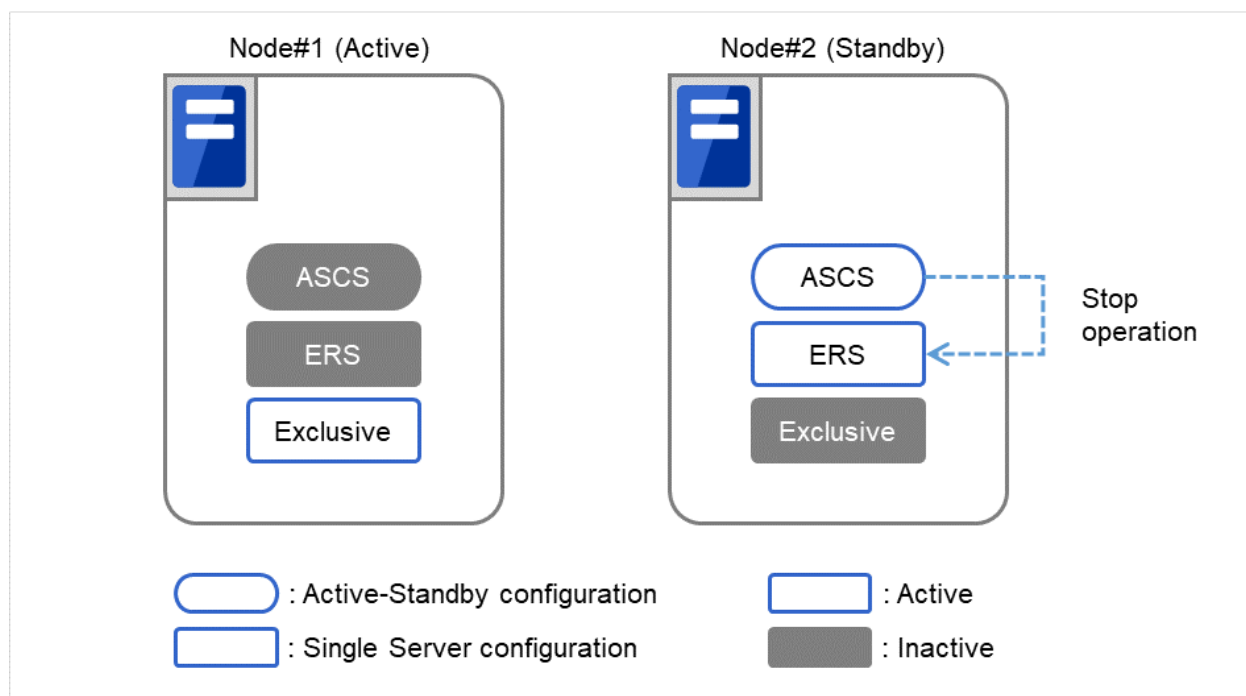 Node#1 (Active)
Node#2 (Standby)
ASCS
ERS
Exclusive
ASCS
ERS
Exclusive
Stop
operation
: Active-Standby configuration
: Single Server configuration
: Active
: Inactive